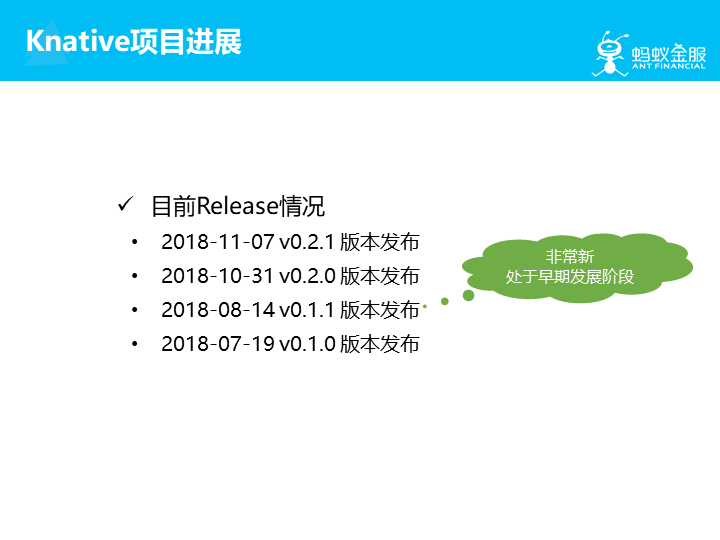 Knative项目进展
蚂蚁金服
ANT FINANCIAL
✓ 目前Release情况
• 2018-11-07 v0.2.1 版本发布
• 2018-10-31 v0.2.0 版本发布
• 2018-08-14 v0.1.1 版本发布
• 2018-07-19 v0.1.0 版本发布
非常新
处于早期发展阶段